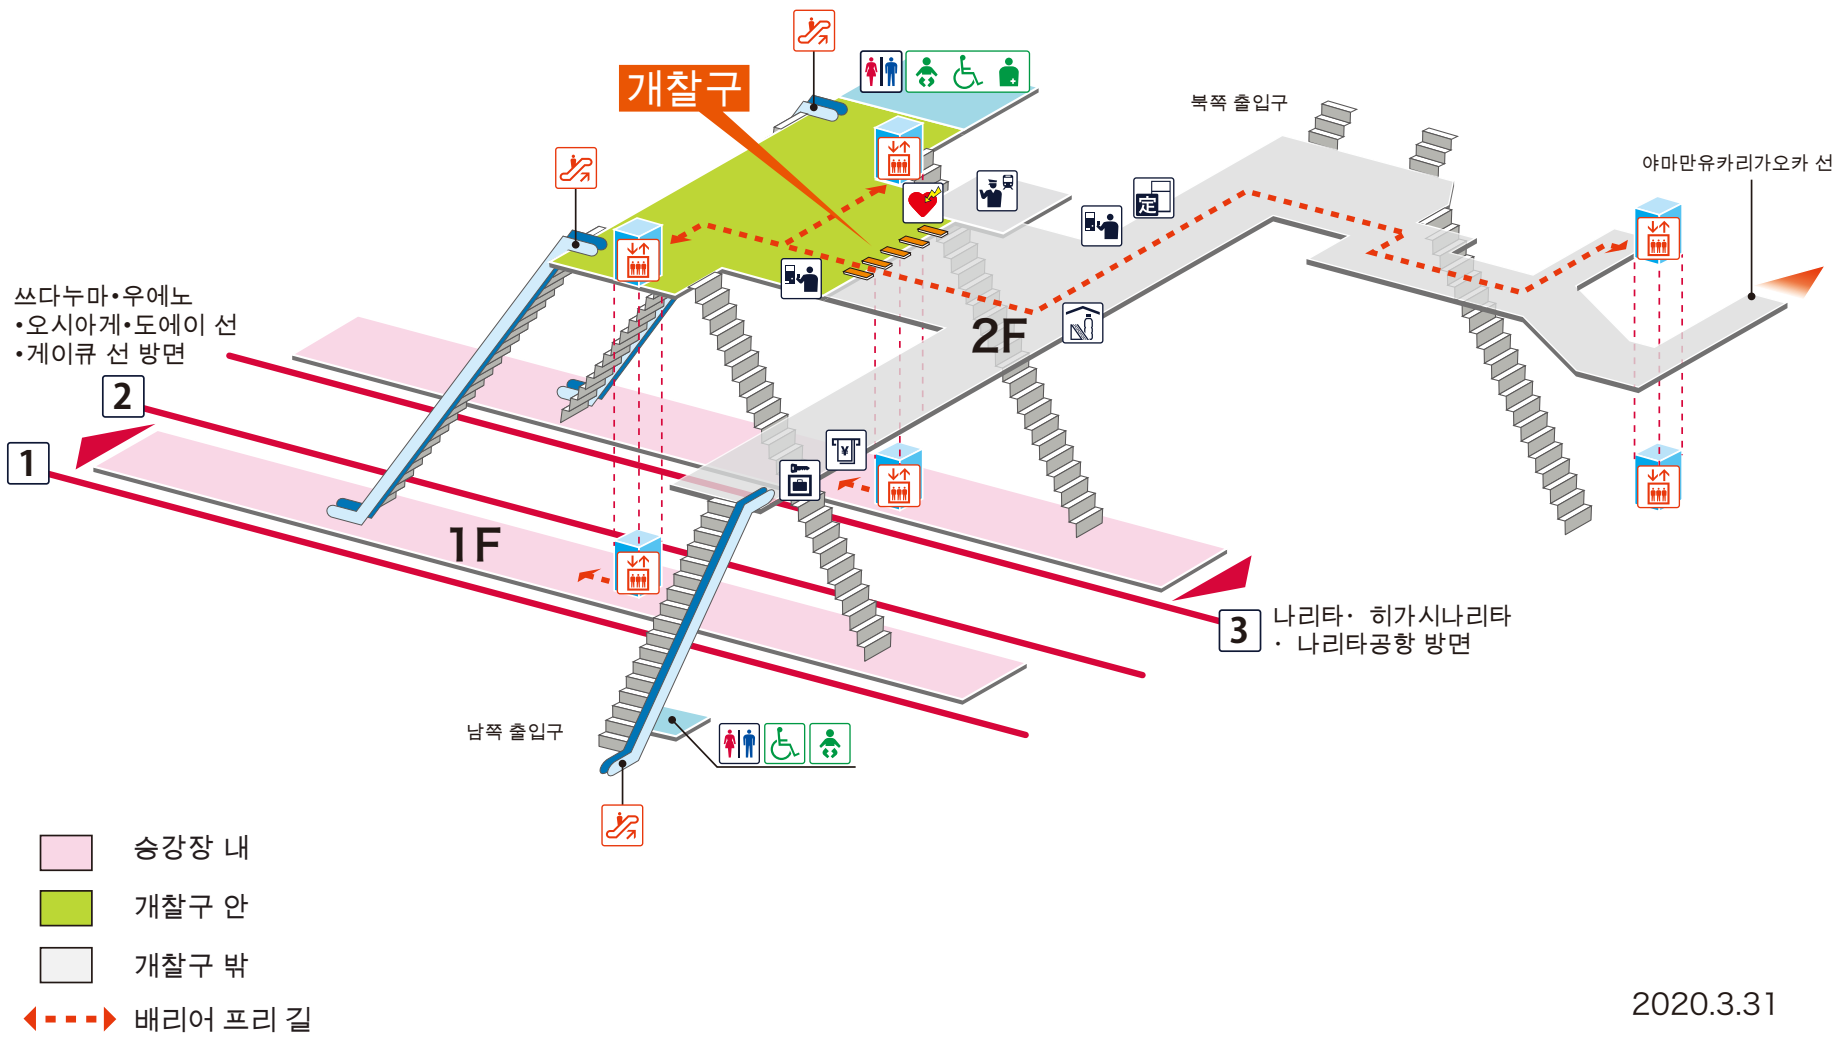 개찰구
북쪽 출입구
야마만유카리가오카 선
定
쓰다누마•우에노
•오시아게•도에이 선
•게이큐 선 방면
2
1
2F
¥
1F
3
나리타· 히가시나리타
· 나리타공항 방면
남쪽 출입구
승강장 내
개찰구 안
개찰구 밖
배리어 프리 길
2020.3.31